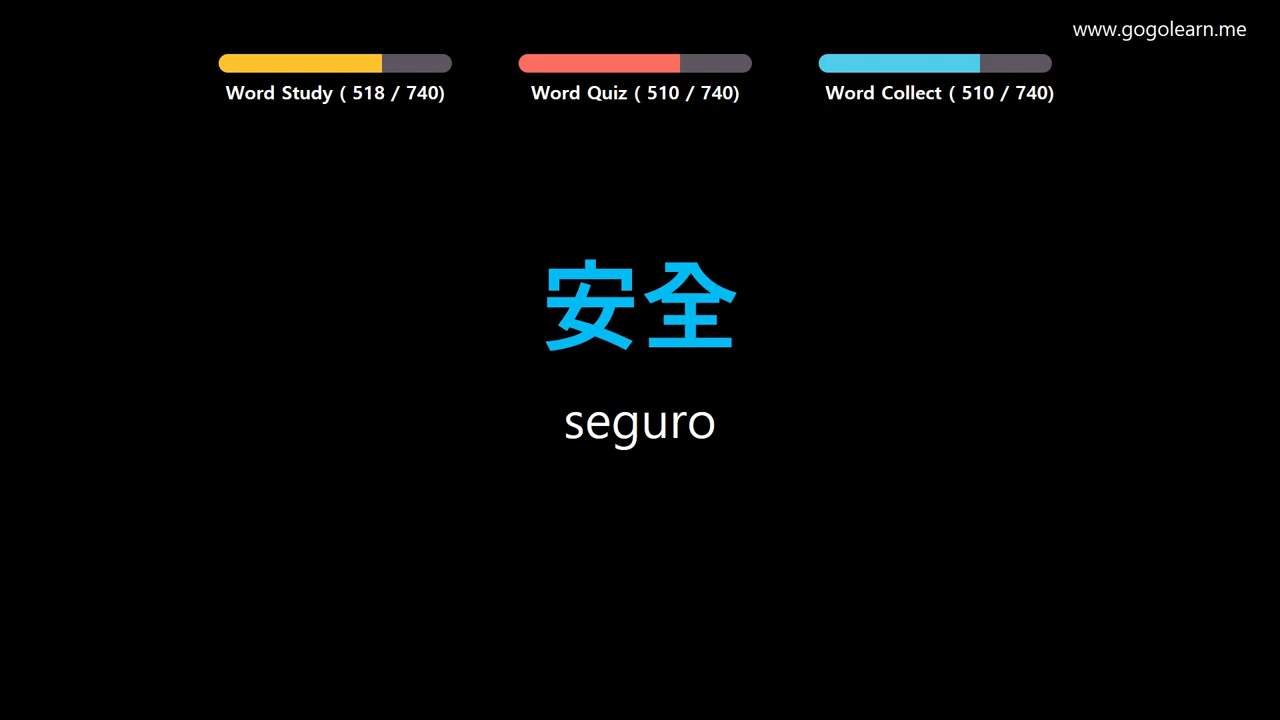 www.gogolearn.me
Word Study ( 518 / 740)
Word Quiz ( 510 / 740)
Word Collect ( 510 / 740)
安全
seguro